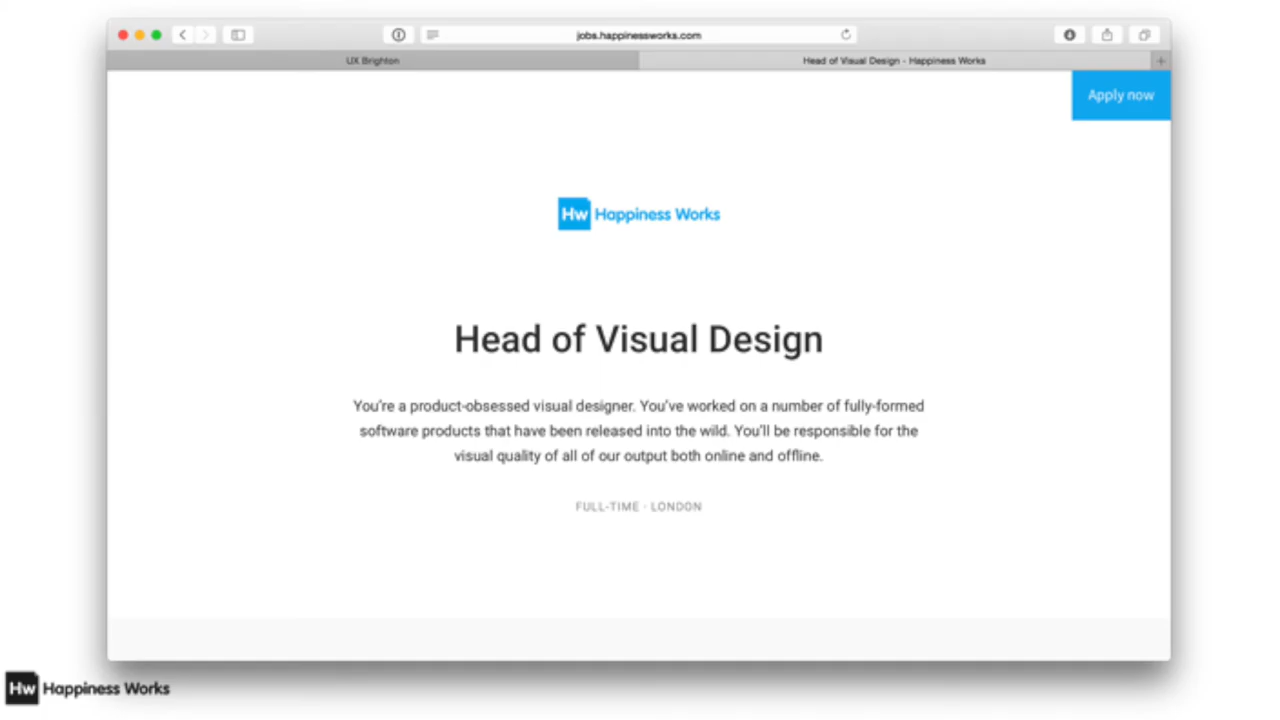 jobs.happinessworks.com
UX Brighton
Head of Visual Design - Happiness Works
Apply now
Hw Happiness Works
Head of Visual Design
You're a product-obsessed visual designer. You've worked on a number of fully-formed
software products that have been released into the wild. You'll be responsible for the
visual quality of all of our output both online and offline.
FULL-TIME · LONDON
Hw Happiness Works